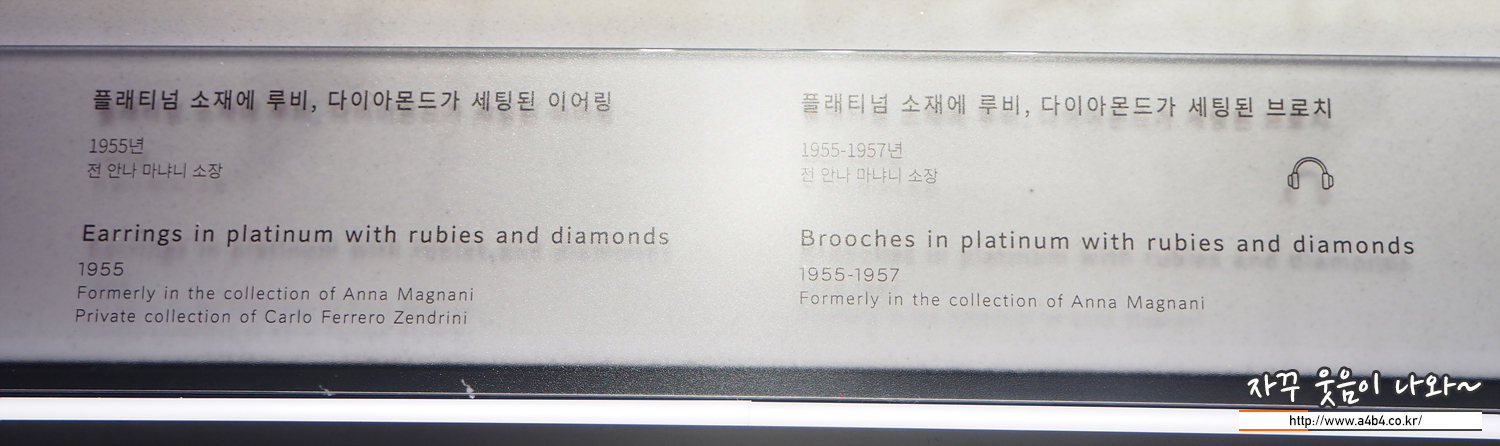 플래티넘 소재에 루비, 다이아몬드가 세팅된 이어링
1955년
전 안나 마냐니 소장
Earrings in platinum with rubies and diamonds
1955
Formerly in the collection of Anna Magnani
Private collection of Carlo Ferrero Zendrini
플래티넘 소재에 루비, 다이아몬드가 세팅된 브로치
1955-1957년
전 안나 마냐니 소장
Brooches in platinum with rubies and diamonds
1955-1957
Formerly in the collection of Anna Magnani
자꾸 웃음이 나와~
http://www.a4b4.co.kr/